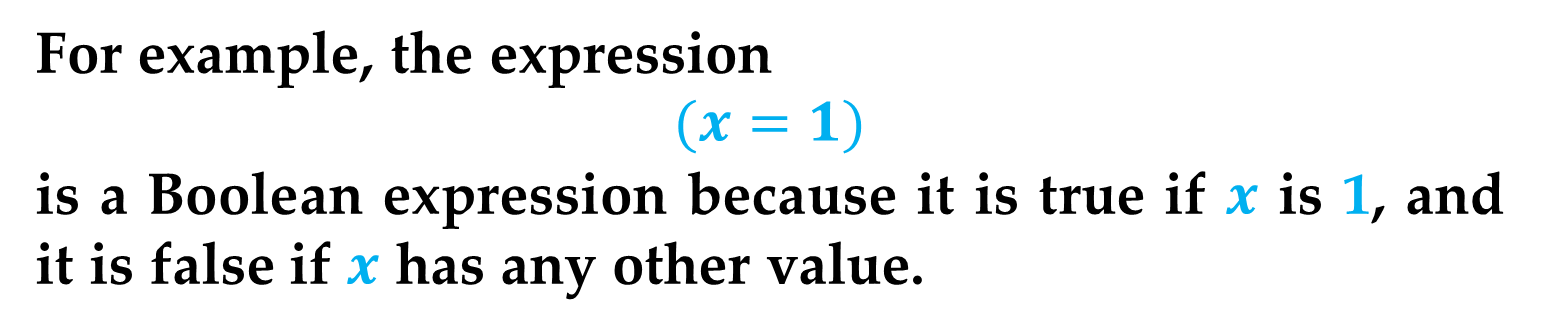 For example, the expression
(x = 1)
is a Boolean expression because it is true if x is 1, and
it is false if x has any other value.